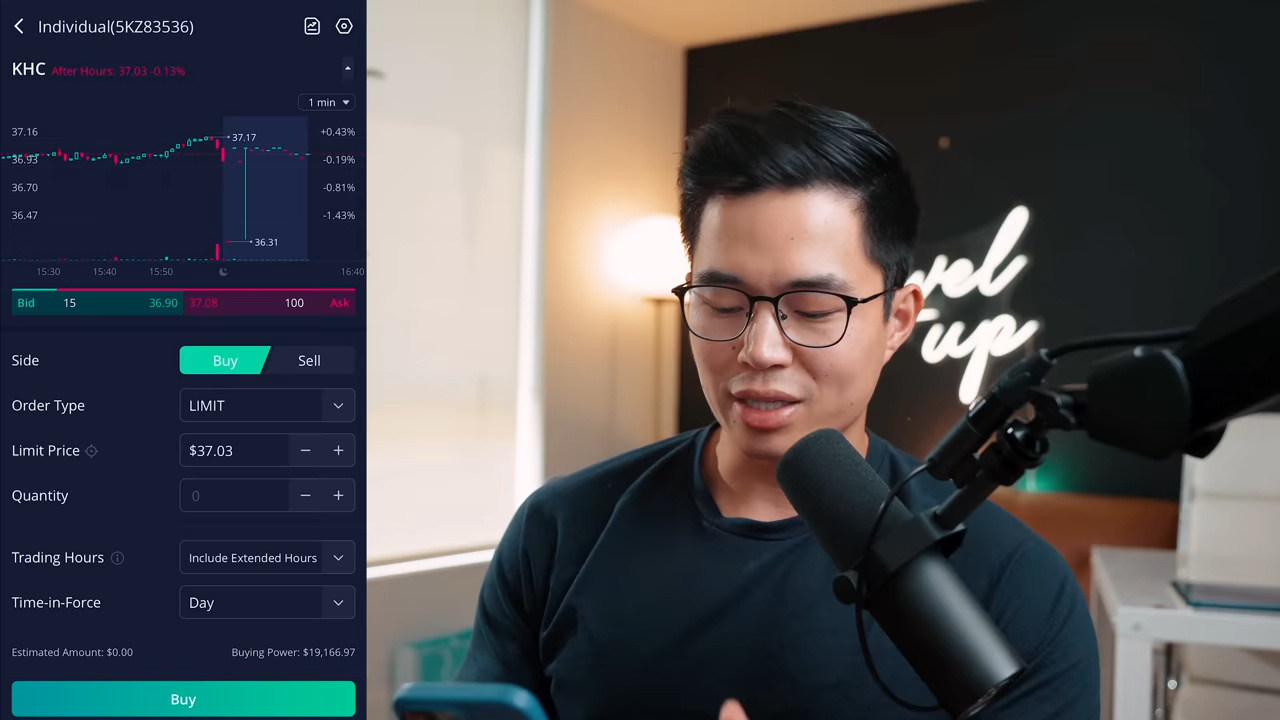 Individual(5KZ83536)
KHC After Hours: 37.03 -0.13%
1 min
37.16 +0.43%
37.17
36.93 -0.19%
36.70 -0.81%
36.47 -1.43%
36.31
15:30 15:40 15:50 16:40
Bid 15 36.90 37.08 100 Ask
Side Buy Sell
Order Type LIMIT
Limit Price $37.03
Quantity 0
Trading Hours Include Extended Hours
Time-in-Force Day
Estimated Amount: $0.00 Buying Power: $19,166.97
Buy
up